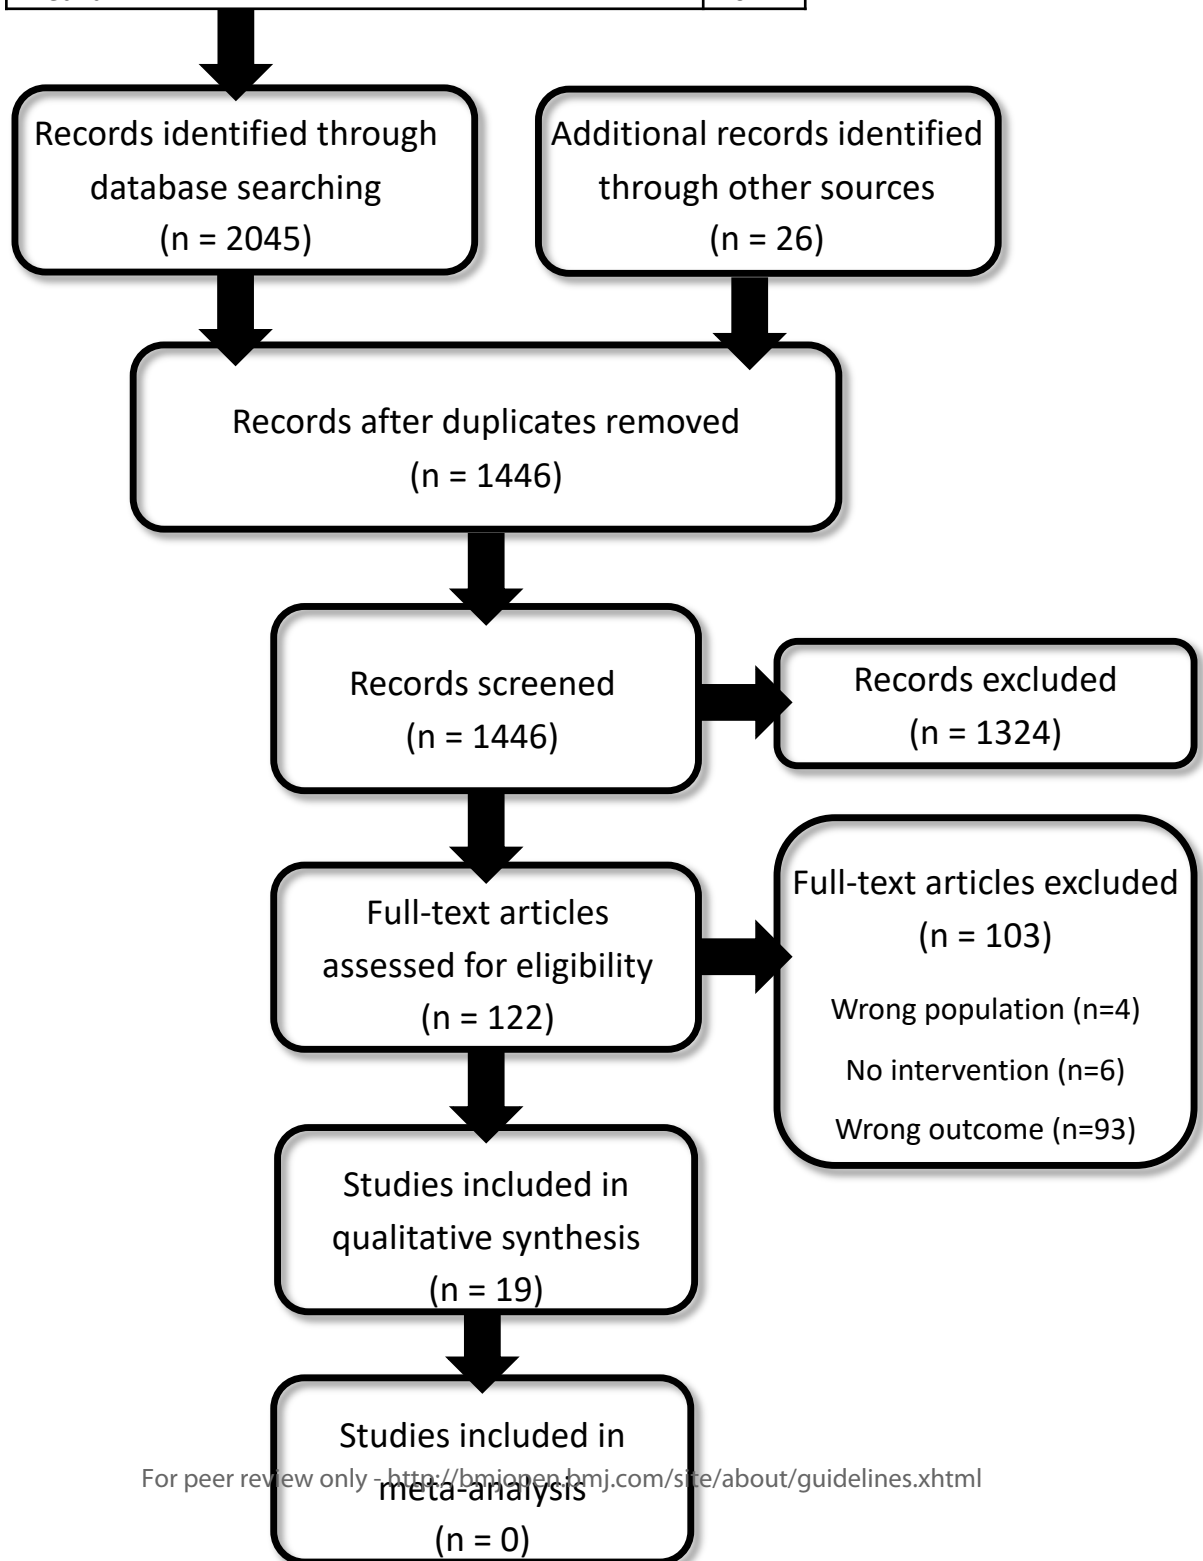 Records identified through
database searching
(n = 2045)
Additional records identified
through other sources
(n = 26)
Records after duplicates removed
(n = 1446)
Records screened
(n = 1446)
Records excluded
(n = 1324)
Full-text articles
assessed for eligibility
(n = 122)
Full-text articles excluded
(n = 103)
Wrong population (n=4)
No intervention (n=6)
Wrong outcome (n=93)
Studies included in
qualitative synthesis
(n = 19)
Studies included in
meta-analysis
(n = 0)
For peer review only - http://bmjopen.bmj.com/site/about/guidelines.xhtml